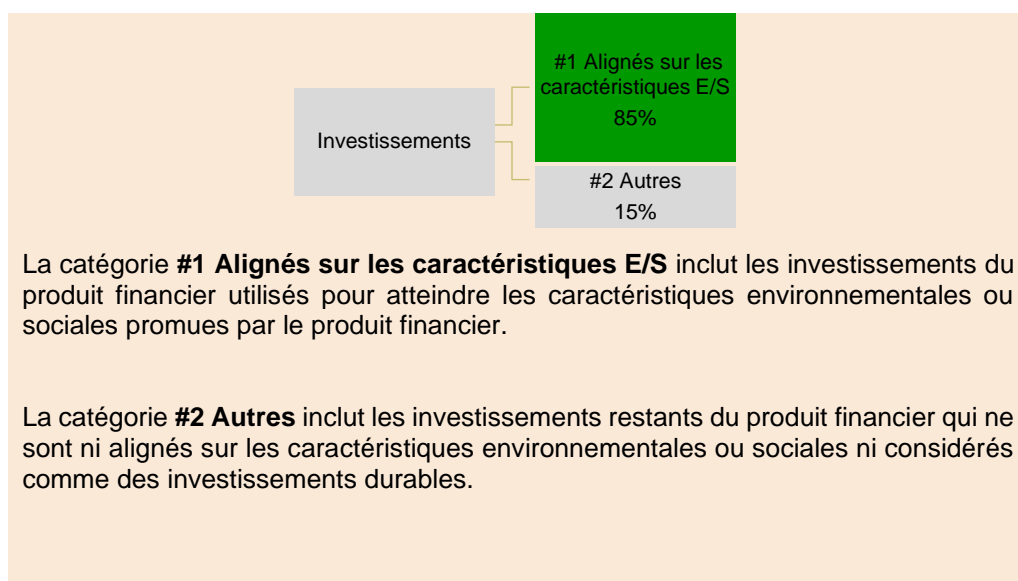 #1 Alignés sur les
caractéristiques E/S
85%
Investissements
#2 Autres
15%
La catégorie #1 Alignés sur les caractéristiques E/S inclut les investissements du
produit financier utilisés pour atteindre les caractéristiques environnementales ou
sociales promues par le produit financier.
La catégorie #2 Autres inclut les investissements restants du produit financier qui ne
sont ni alignés sur les caractéristiques environnementales ou sociales ni considérés
comme des investissements durables.